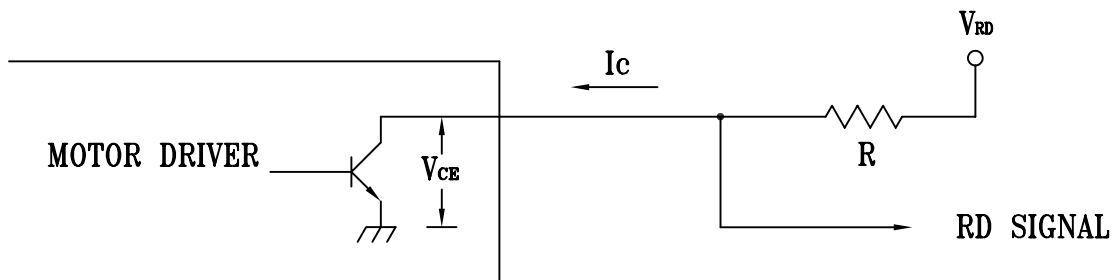 VRD
Ic
MOTOR DRIVER
VCE
R
RD SIGNAL